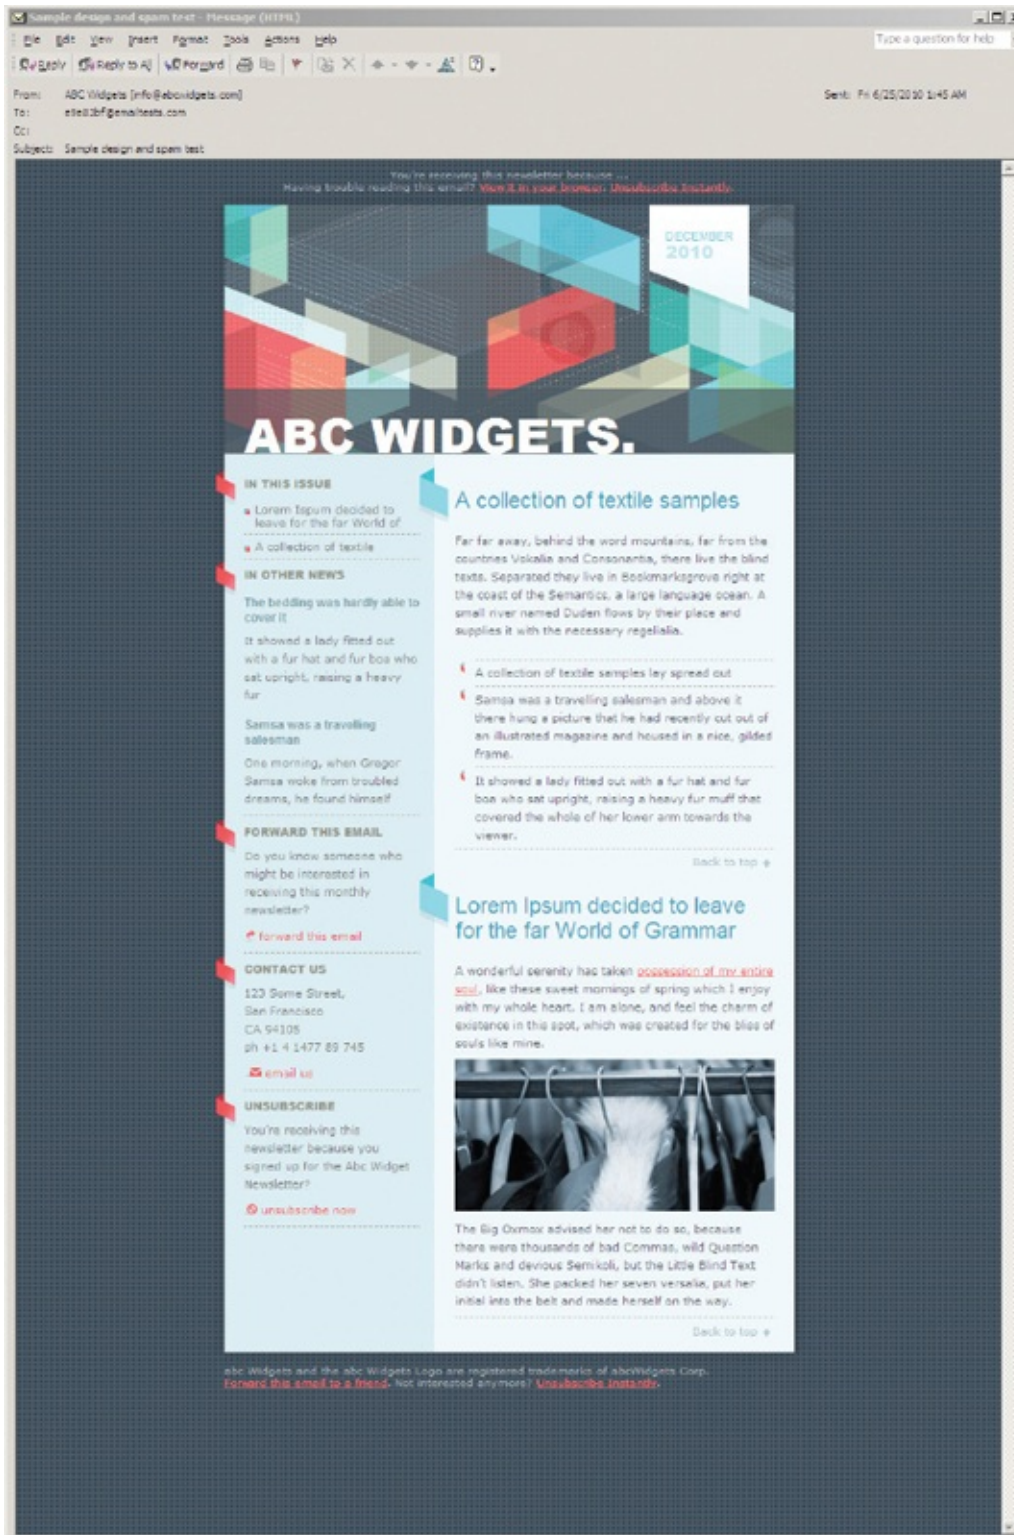 Sample design and spam test - Message (HTML)
File Edit View Insert Format Tools Actions Help
Type a question for help
Reply Reply to All Forward
From: ABC Widgets [info@abcwidgets.com]
Sent: Fri 6/25/2010 1:45 AM
To: @emailtests.com
Cc:
Subject: Sample design and spam test
You're receiving this newsletter because ...
Having trouble reading this email? View it in your browser. Unsubscribe Instantly.
DECEMBER
2010
ABC WIDGETS.
IN THIS ISSUE
Lorem Ispum decided to
leave for the far World of
A collection of textile
IN OTHER NEWS
The bedding was hardly able to
cover it
It showed a lady fitted out
with a fur hat and fur boa who
sat upright, raising a heavy
fur
Samsa was a travelling
salesman
One morning, when Gregor
Samsa woke from troubled
dreams, he found himself
FORWARD THIS EMAIL
Do you know someone who
might be interested in
receiving this monthly
newsletter?
forward this email
CONTACT US
123 Some Street,
San Francisco
CA 94105
ph +1 4 1477 89 745
email us
UNSUBSCRIBE
You're receiving this
newsletter because you
signed up for the Abc Widget
Newsletter?
unsubscribe now
A collection of textile samples
Far far away, behind the word mountains, far from the
countries Vokalia and Consonantia, there live the blind
texts. Separated they live in Bookmarksgrove right at
the coast of the Semantics, a large language ocean. A
small river named Duden flows by their place and
supplies it with the necessary regelialia.
A collection of textile samples lay spread out
Samsa was a travelling salesman and above it
there hung a picture that he had recently cut out of
an illustrated magazine and housed in a nice, gilded
frame.
It showed a lady fitted out with a fur hat and fur
boa who sat upright, raising a heavy fur muff that
covered the whole of her lower arm towards the
viewer.
Back to top
Lorem Ipsum decided to leave
for the far World of Grammar
A wonderful serenity has taken possession of my entire
soul, like these sweet mornings of spring which I enjoy
with my whole heart. I am alone, and feel the charm of
existence in this spot, which was created for the bliss of
souls like mine.
The Big Oxmox advised her not to do so, because
there were thousands of bad Commas, wild Question
Marks and devious Semikoli, but the Little Blind Text
didn't listen. She packed her seven versalia, put her
initial into the belt and made herself on the way.
Back to top
abc Widgets and the abc Widgets Logo are registered trademarks of abcWidgets Corp.
Forward this email to a friend. Not interested anymore? Unsubscribe Instantly.